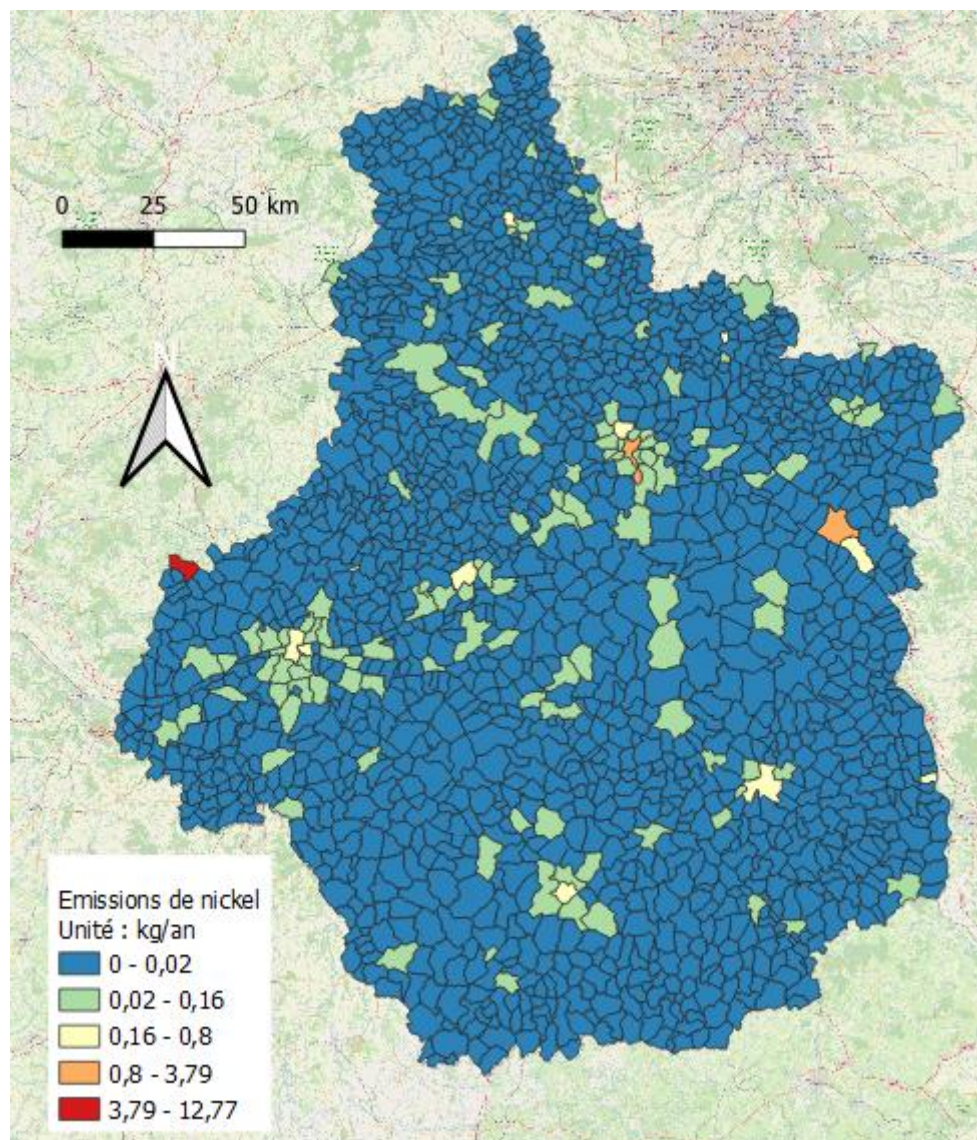 0 25 50 km
N
Emissions de nickel
Unité : kg/an
0 - 0,02
0,02 - 0,16
0,16 - 0,8
0,8 - 3,79
3,79 - 12,77